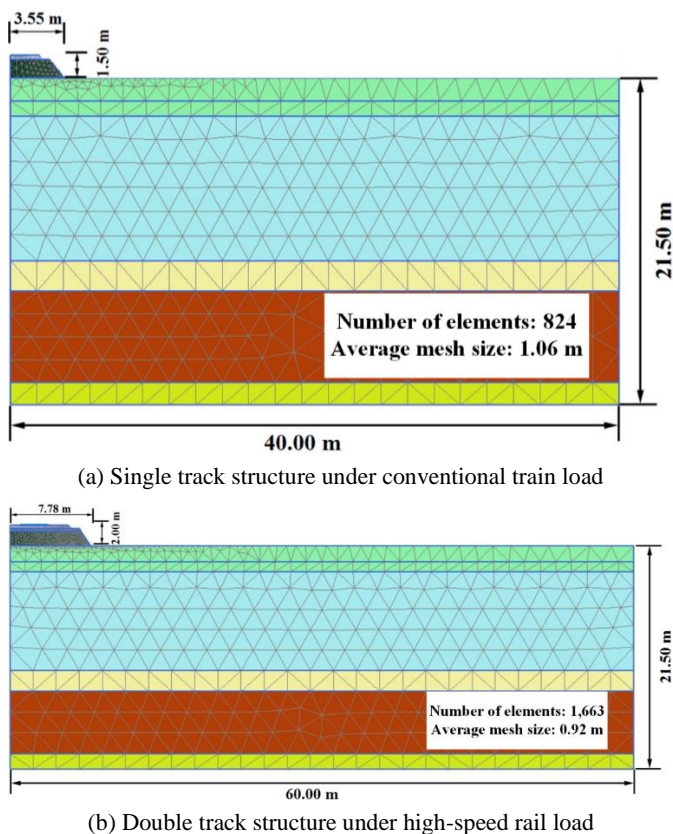 3.55 m
1.50 m
21.50 m
Number of elements: 824
Average mesh size: 1.06 m
40.00 m
(a) Single track structure under conventional train load
7.78 m
2.00 m
21.50 m
Number of elements: 1,663
Average mesh size: 0.92 m
60.00 m
(b) Double track structure under high-speed rail load